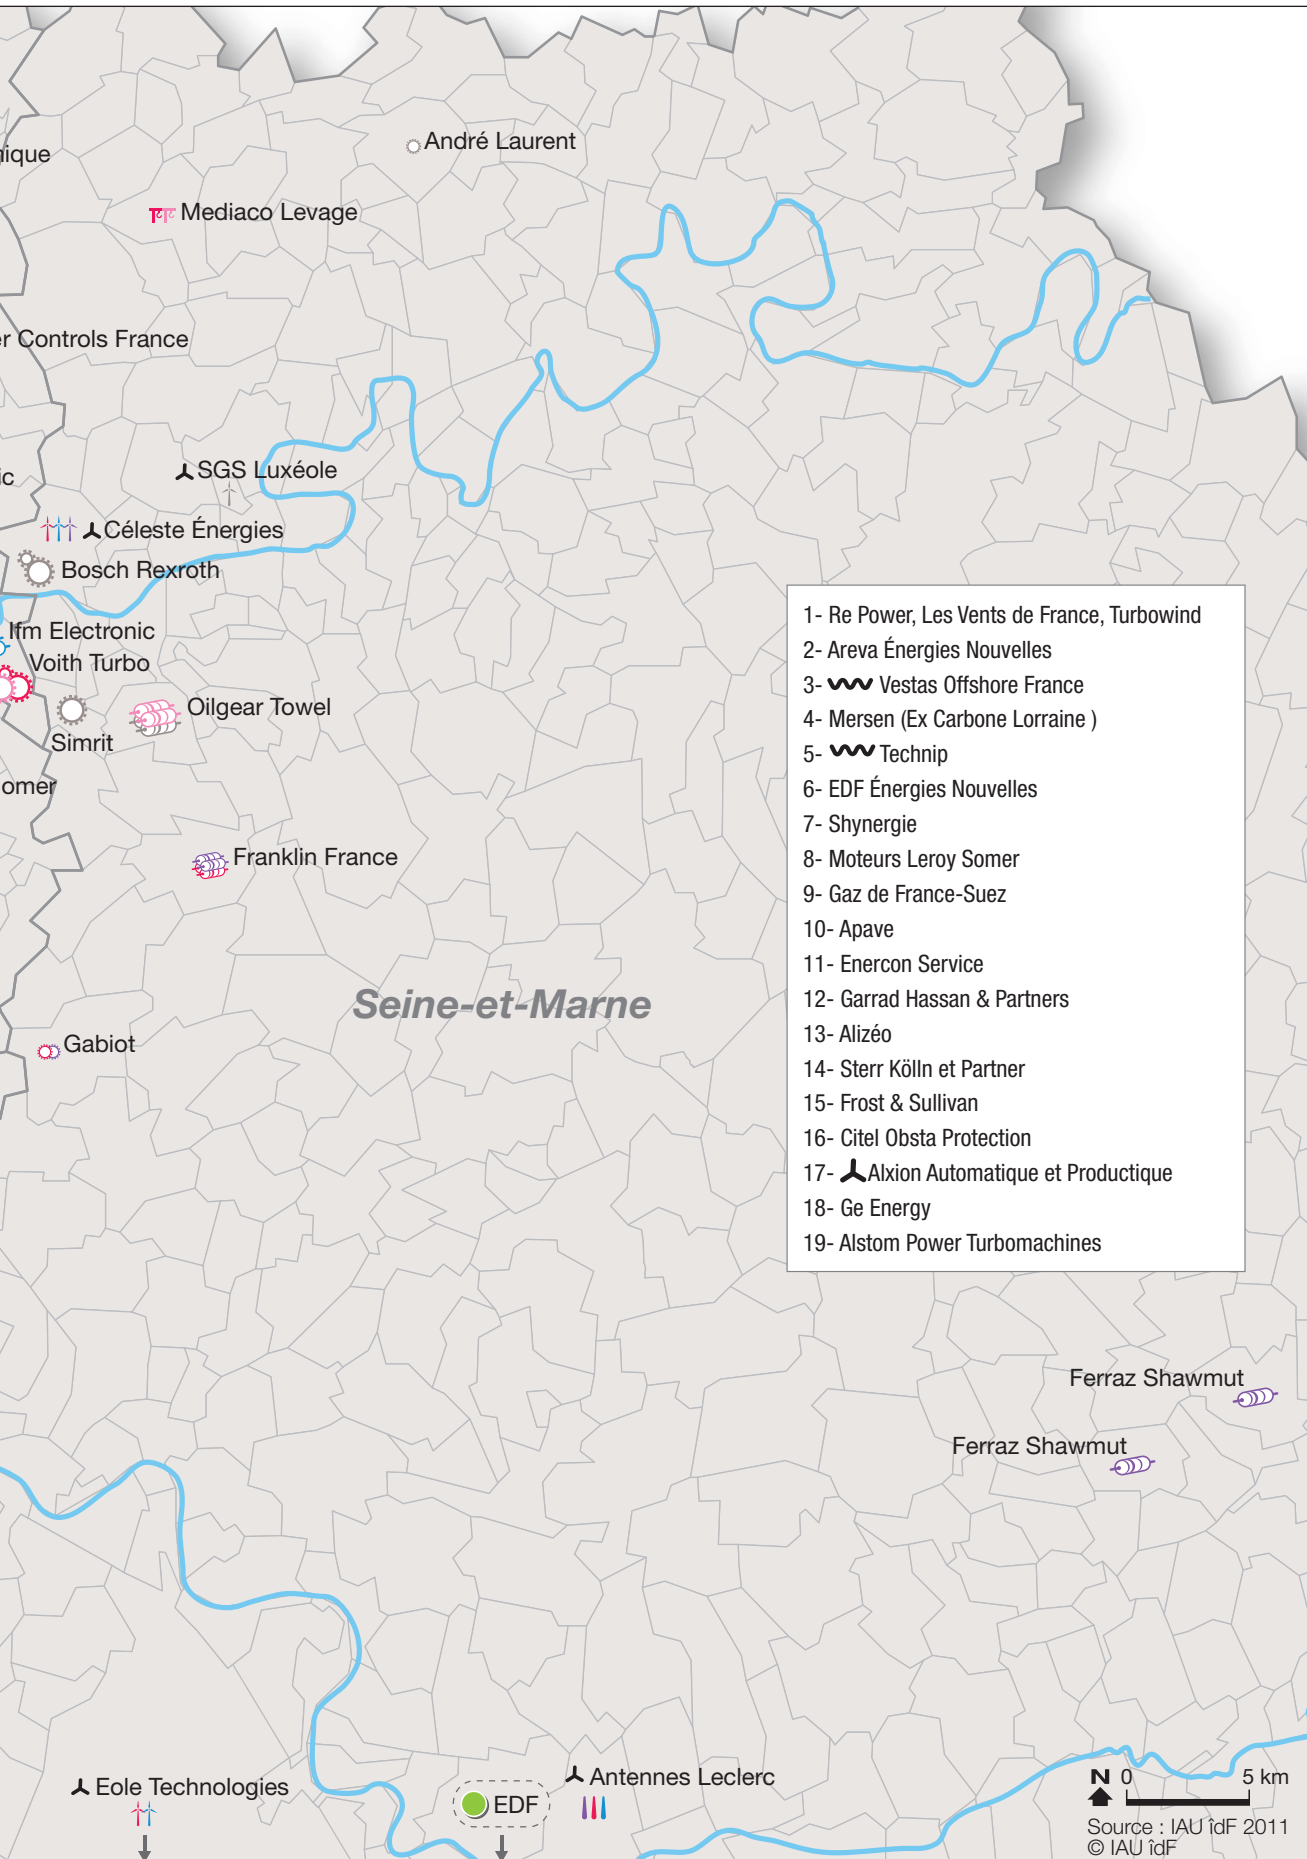 André Laurent
Mediaco Levage
Controls France
SGS Luxéole
Céleste Énergies
Bosch Rexroth
Ifm Electronic
Voith Turbo
Oilgear Towel
Simrit
Franklin France
Seine-et-Marne
Gabiot
1- Re Power, Les Vents de France, Turbowind
2- Areva Énergies Nouvelles
3- Vestas Offshore France
4- Mersen (Ex Carbone Lorraine )
5- Technip
6- EDF Énergies Nouvelles
7- Shynergie
8- Moteurs Leroy Somer
9- Gaz de France-Suez
10- Apave
11- Enercon Service
12- Garrad Hassan & Partners
13- Alizéo
14- Sterr Kölln et Partner
15- Frost & Sullivan
16- Citel Obsta Protection
17- Alxion Automatique et Productique
18- Ge Energy
19- Alstom Power Turbomachines
Ferraz Shawmut
Ferraz Shawmut
Eole Technologies
EDF
Antennes Leclerc
N 0 5 km
Source : IAU îdF 2011
© IAU îdF